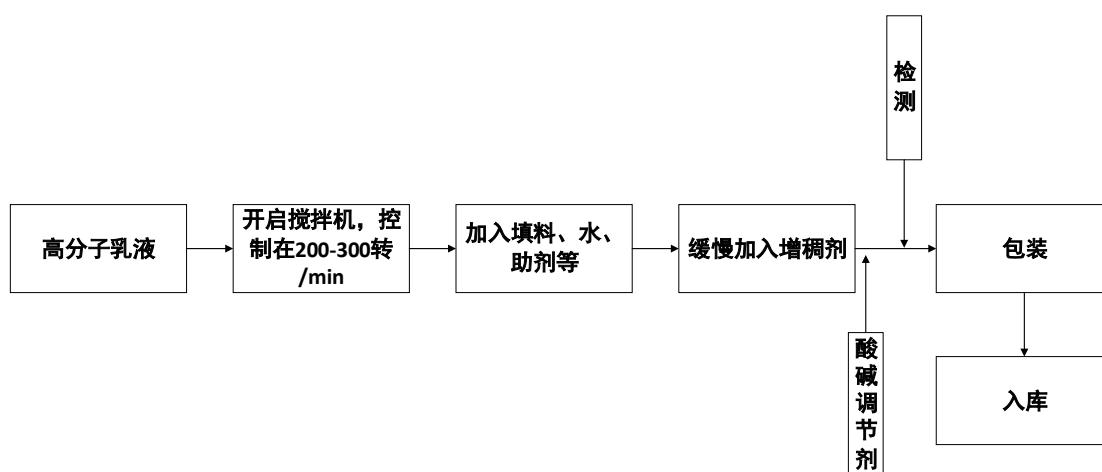 检
测
高分子乳液
开启搅拌机，控
制在200-300转
/min
加入填料、水、
助剂等
缓慢加入增稠剂
包装
酸
碱
调
节
剂
入库